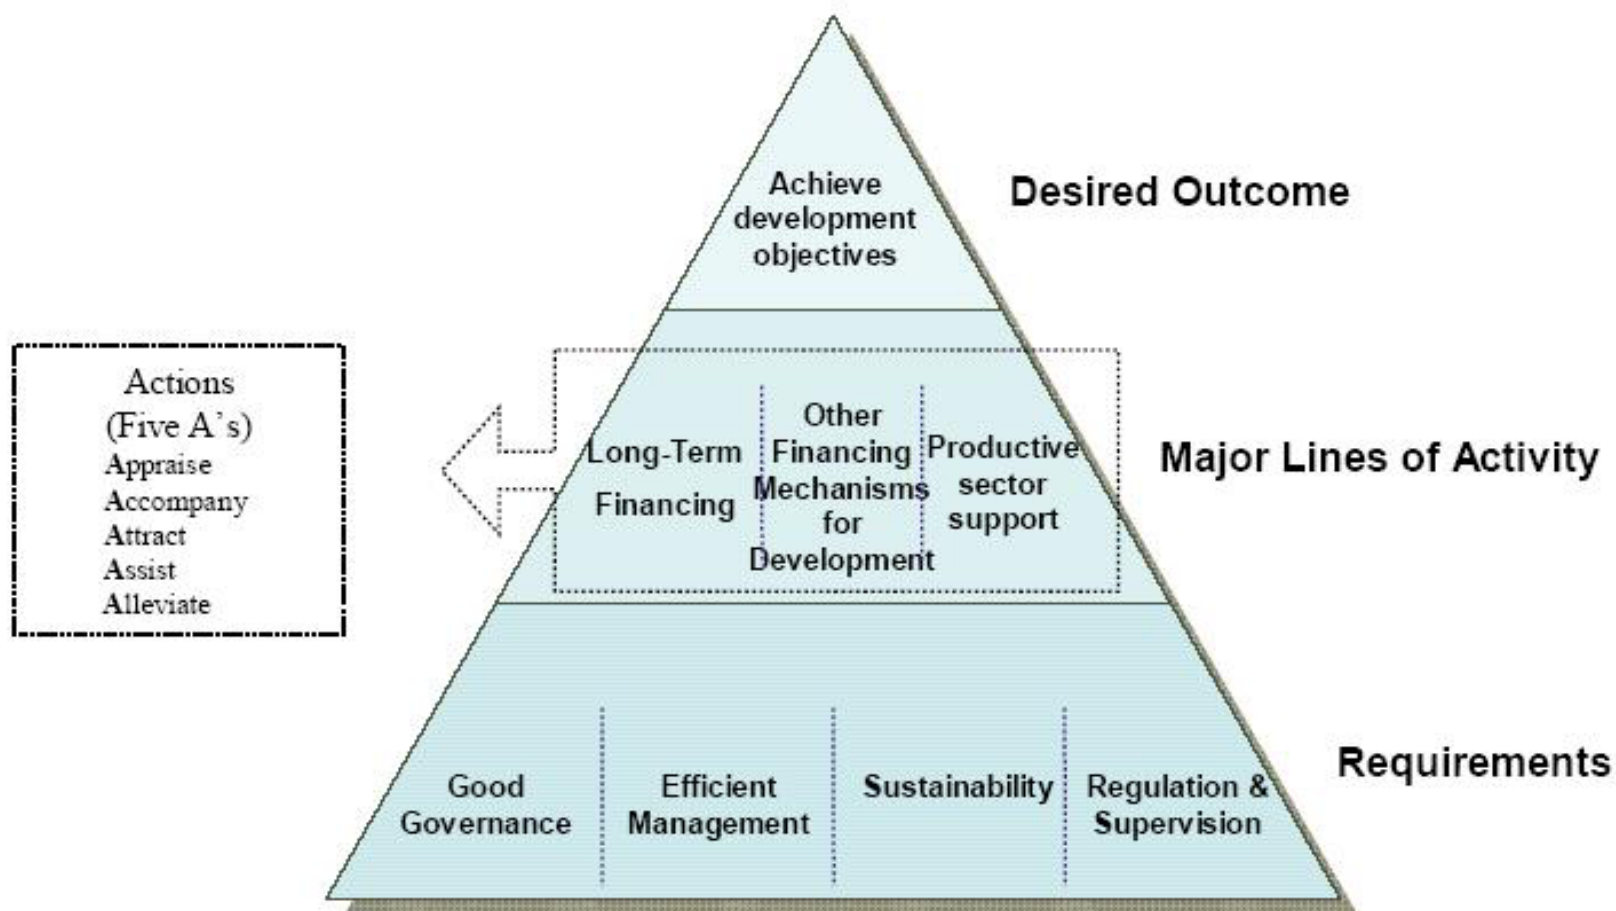 Achieve
development
objectives
Desired Outcome
Actions
(Five A's)
Appraise
Accompany
Attract
Assist
Alleviate
Long-Term
Financing
Other
Financing
Mechanisms
for
Development
Productive
sector
support
Major Lines of Activity
Good
Governance
Efficient
Management
Sustainability
Regulation &
Supervision
Requirements